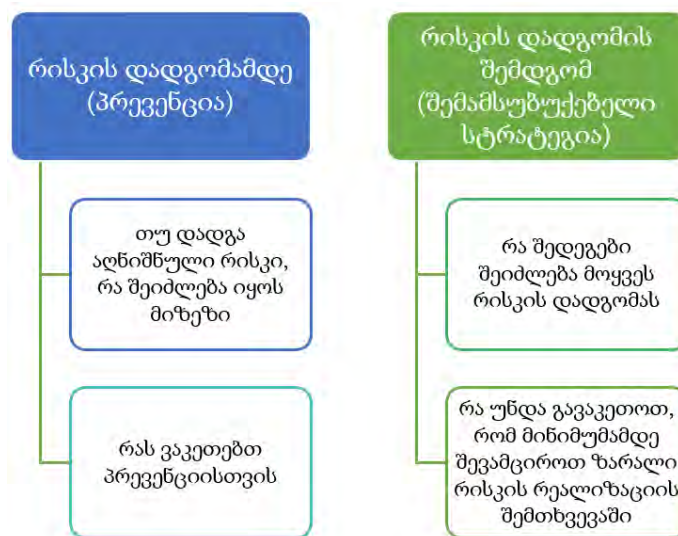 რისკის დადგომამდე
(პრევენცია)
თუ დადგა
აღნიშნული რისკი,
რა შეიძლება იყოს
მიზეზი
რას ვაკეთებთ
პრევენციისთვის
რისკის დადგომის
შემდგომ
(შემამსუბუქებელი
სტრატეგია)
რა შედეგები
შეიძლება მოყვეს
რისკის დადგომას
რა უნდა გავაკეთოთ,
რომ მინიმუმამდე
შევამციროთ ზარალი
რისკის რეალიზაციის
შემთხვევაში